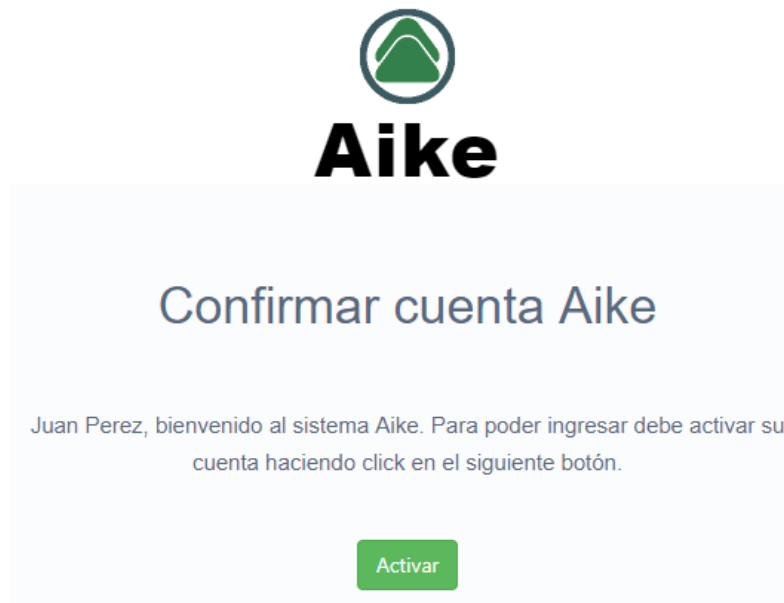 Aike
Confirmar cuenta Aike
Juan Perez, bienvenido al sistema Aike. Para poder ingresar debe activar su
cuenta haciendo click en el siguiente botón.
Activar